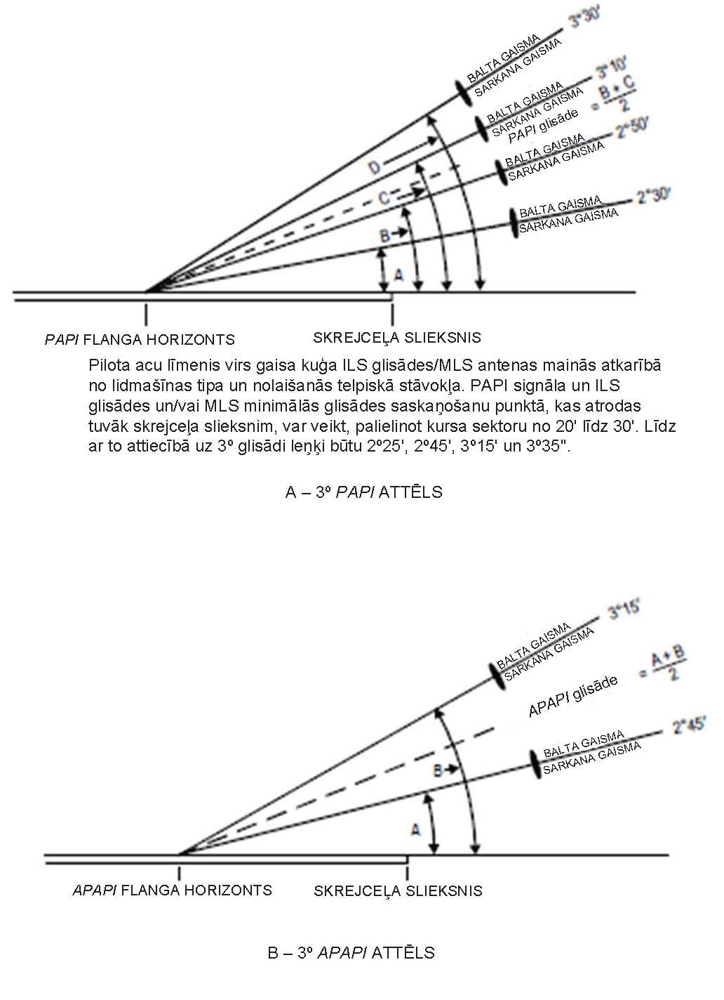 3°30'
BALTA GAISMA
SARKANA GAISMA
3°10'
BALTA GAISMA
SARKANA GAISMA
PAPI glisāde = B + C / 2
2°50'
BALTA GAISMA
SARKANA GAISMA
2°30'
BALTA GAISMA
SARKANA GAISMA
D
C
B
A
PAPI FLANGA HORIZONTS
SKREJCEĻA SLIEKSNIS
Pilota acu līmenis virs gaisa kuģa ILS glisādes/MLS antenas mainās atkarībā
no lidmašīnas tipa un nolaišanās telpiskā stāvokļa. PAPI signāla un ILS
glisādes un/vai MLS minimālās glisādes saskaņošanu punktā, kas atrodas
tuvāk skrejceļa slieksnim, var veikt, palielinot kursa sektoru no 20' līdz 30'. Līdz
ar to attiecībā uz 3º glisādi leņķi būtu 2º25', 2º45', 3º15' un 3º35".
A – 3º PAPI ATTĒLS
3°15'
BALTA GAISMA
SARKANA GAISMA
APAPI glisāde = A + B / 2
2°45'
BALTA GAISMA
SARKANA GAISMA
B
A
APAPI FLANGA HORIZONTS
SKREJCEĻA SLIEKSNIS
B – 3º APAPI ATTĒLS